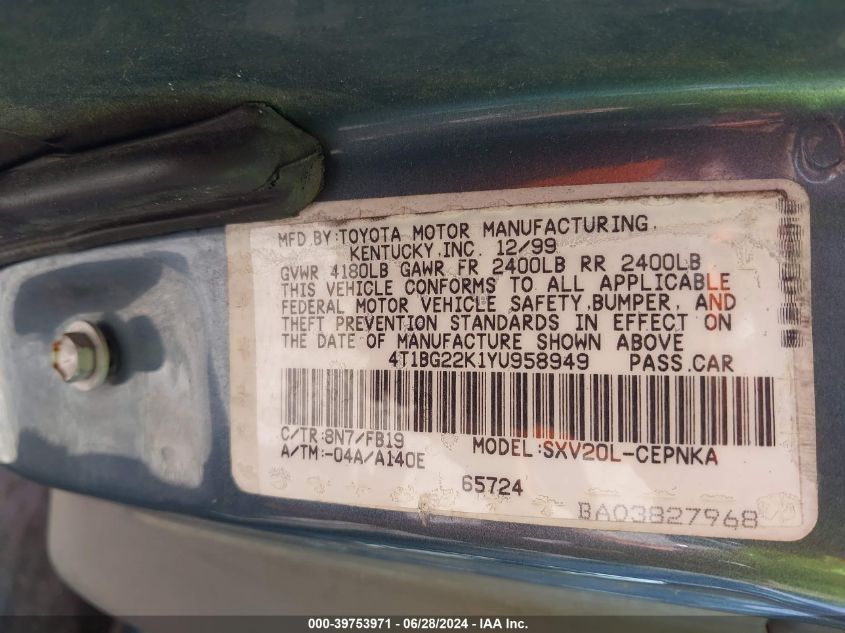 MFD BY:TOYOTA MOTOR MANUFACTURING,
KENTUCKY,INC. 12/99
GVWR 4180LB GAWR FR 2400LB RR 2400LB
THIS VEHICLE CONFORMS TO ALL APPLICABLE
FEDERAL MOTOR VEHICLE SAFETY,BUMPER, AND
THEFT PREVENTION STANDARDS IN EFFECT ON
THE DATE OF MANUFACTURE SHOWN ABOVE
4T1BG22K1YU958949 PASS.CAR
C/TR:8N7/FB19 MODEL:SXV20L-CEPNKA
A/TM:-04A/A140E
65724
BA03827968
000-39753971 - 06/28/2024 - COPYRIGHT IAA, Inc.